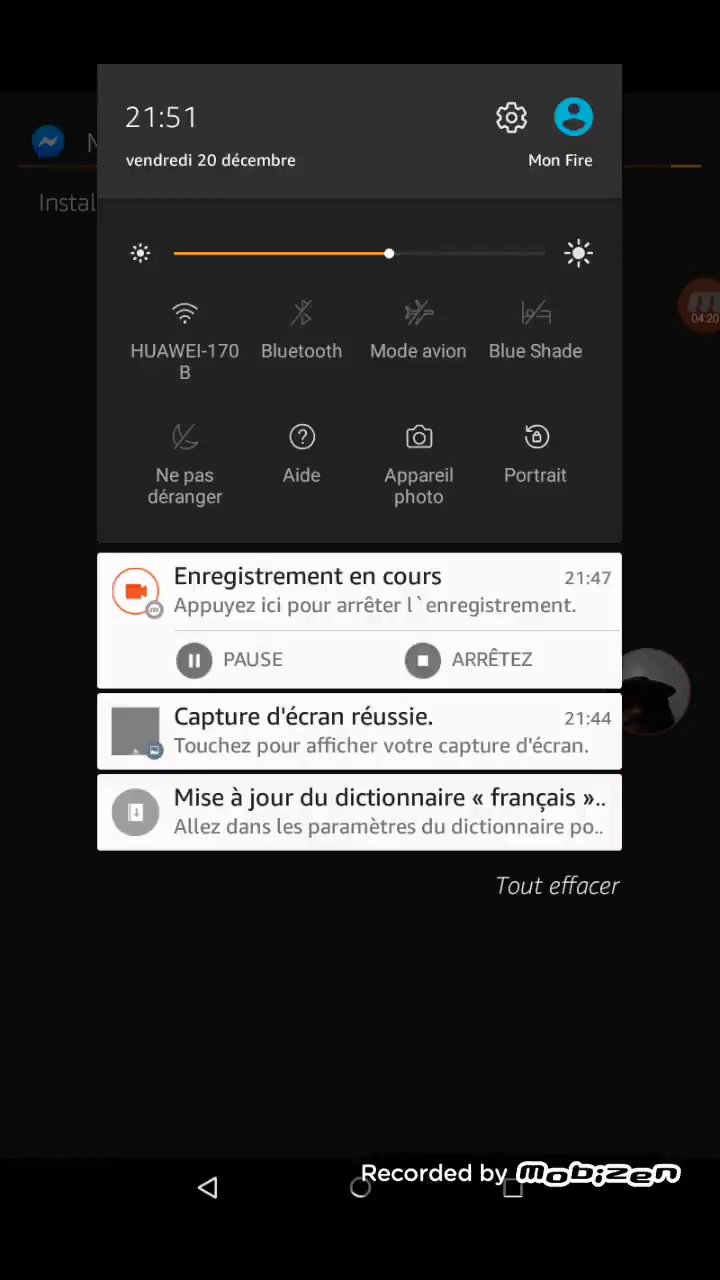 21:51
vendredi 20 décembre
Mon Fire
Instal
04:20
HUAWEI-170
B
Bluetooth
Mode avion
Blue Shade
Ne pas
déranger
Aide
Appareil
photo
Portrait
Enregistrement en cours
21:47
Appuyez ici pour arrêter l`enregistrement.
PAUSE
ARRÊTEZ
Capture d'écran réussie.
21:44
Touchez pour afficher votre capture d'écran.
Mise à jour du dictionnaire « français »..
Allez dans les paramètres du dictionnaire po..
Tout effacer
Recorded by mobizen